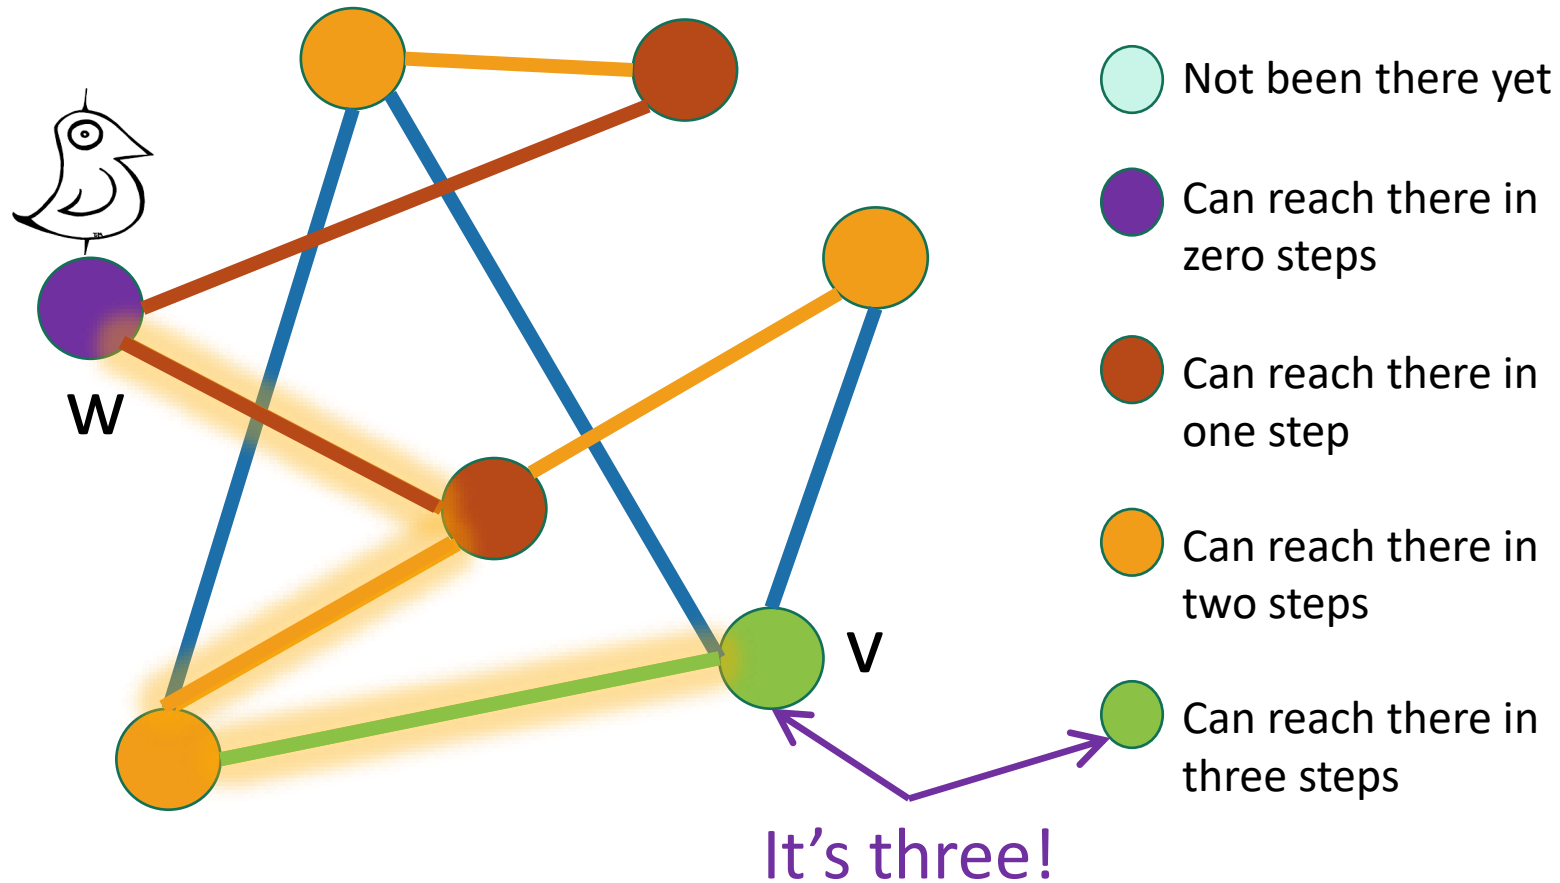 Not been there yet
Can reach there in
zero steps
w
Can reach there in
one step
Can reach there in
two steps
v
Can reach there in
three steps
It's three!